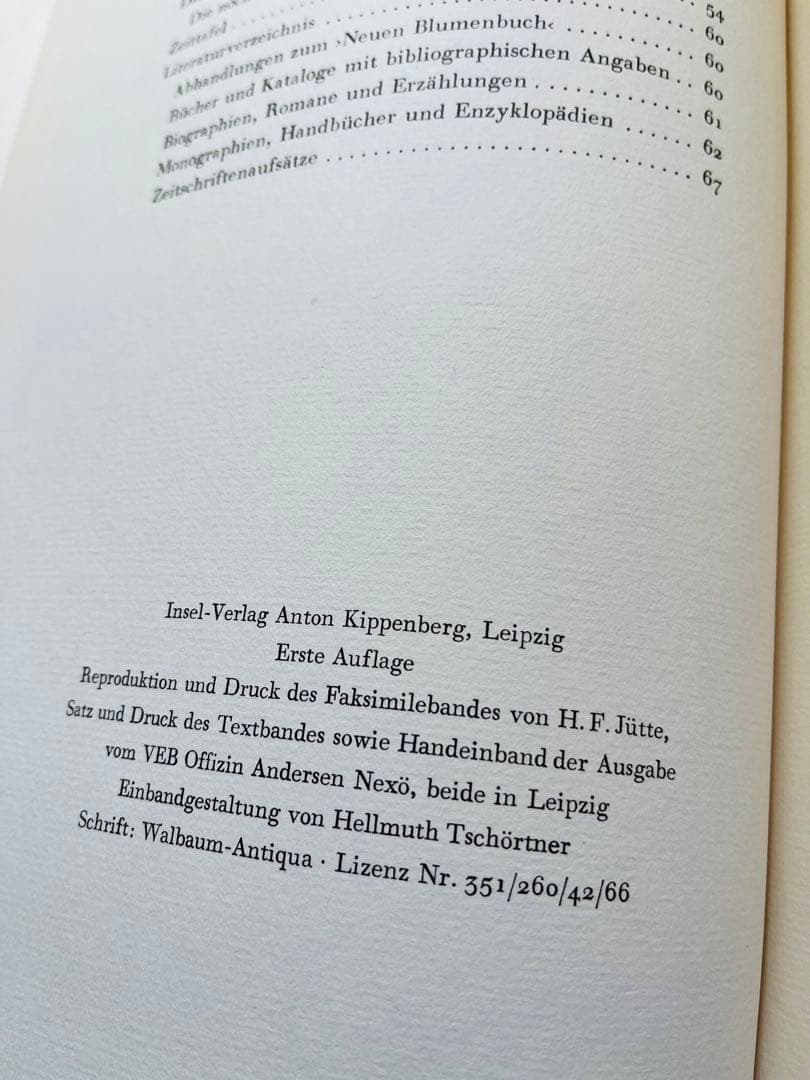 54
Zeittafel . . . . . . . . . . . . . . . . . . 60
Literaturverzeichnis . . . . . . . . . . . . . . . . . . 60
Abhandlungen zum ›Neuen Blumenbuch‹ . . . . . . . . . 60
Bücher und Kataloge mit bibliographischen Angaben . . 61
Biographien, Romane und Erzählungen . . . . . . . . . . 62
Monographien, Handbücher und Enzyklopädien . . . . . .
Zeitschriftenaufsätze . . . . . . . . . . . . . . . . . . 67
Insel-Verlag Anton Kippenberg, Leipzig
Erste Auflage
Reproduktion und Druck des Faksimilebandes von H. F. Jütte,
Satz und Druck des Textbandes sowie Handeinband der Ausgabe
vom VEB Offizin Andersen Nexö, beide in Leipzig
Einbandgestaltung von Hellmuth Tschörtner
Schrift: Walbaum-Antiqua · Lizenz Nr. 351/260/42/66